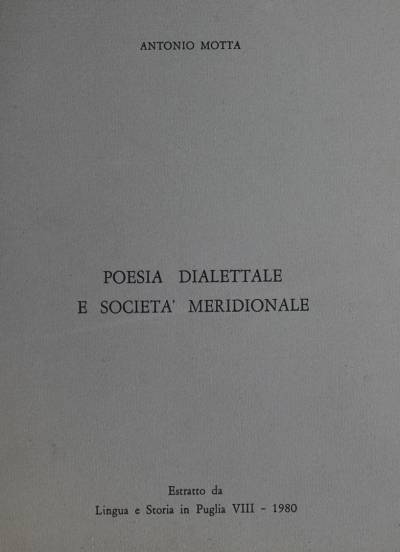 ANTONIO MOTTA
POESIA DIALETTALE
E SOCIETA' MERIDIONALE
Estratto da
Lingua e Storia in Puglia VIII - 1980